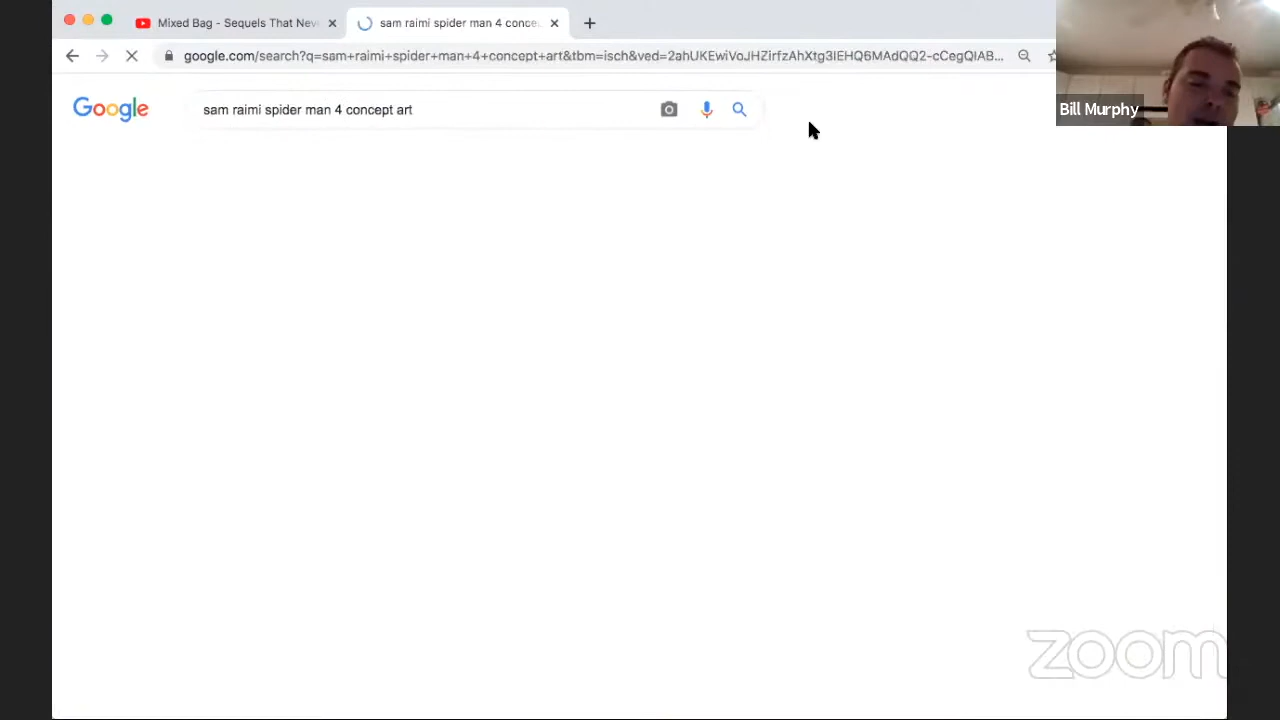 Mixed Bag - Sequels That Nev
sam raimi spider man 4 conce
google.com/search?q=sam+raimi+spider+man+4+concept+art&tbm=isch&ved=2ahUKEwiVoJHZIrfzAhXtg3IEHQ6MAdQQ2-cCegQIAB...
Google
sam raimi spider man 4 concept art
Bill Murphy
zoom